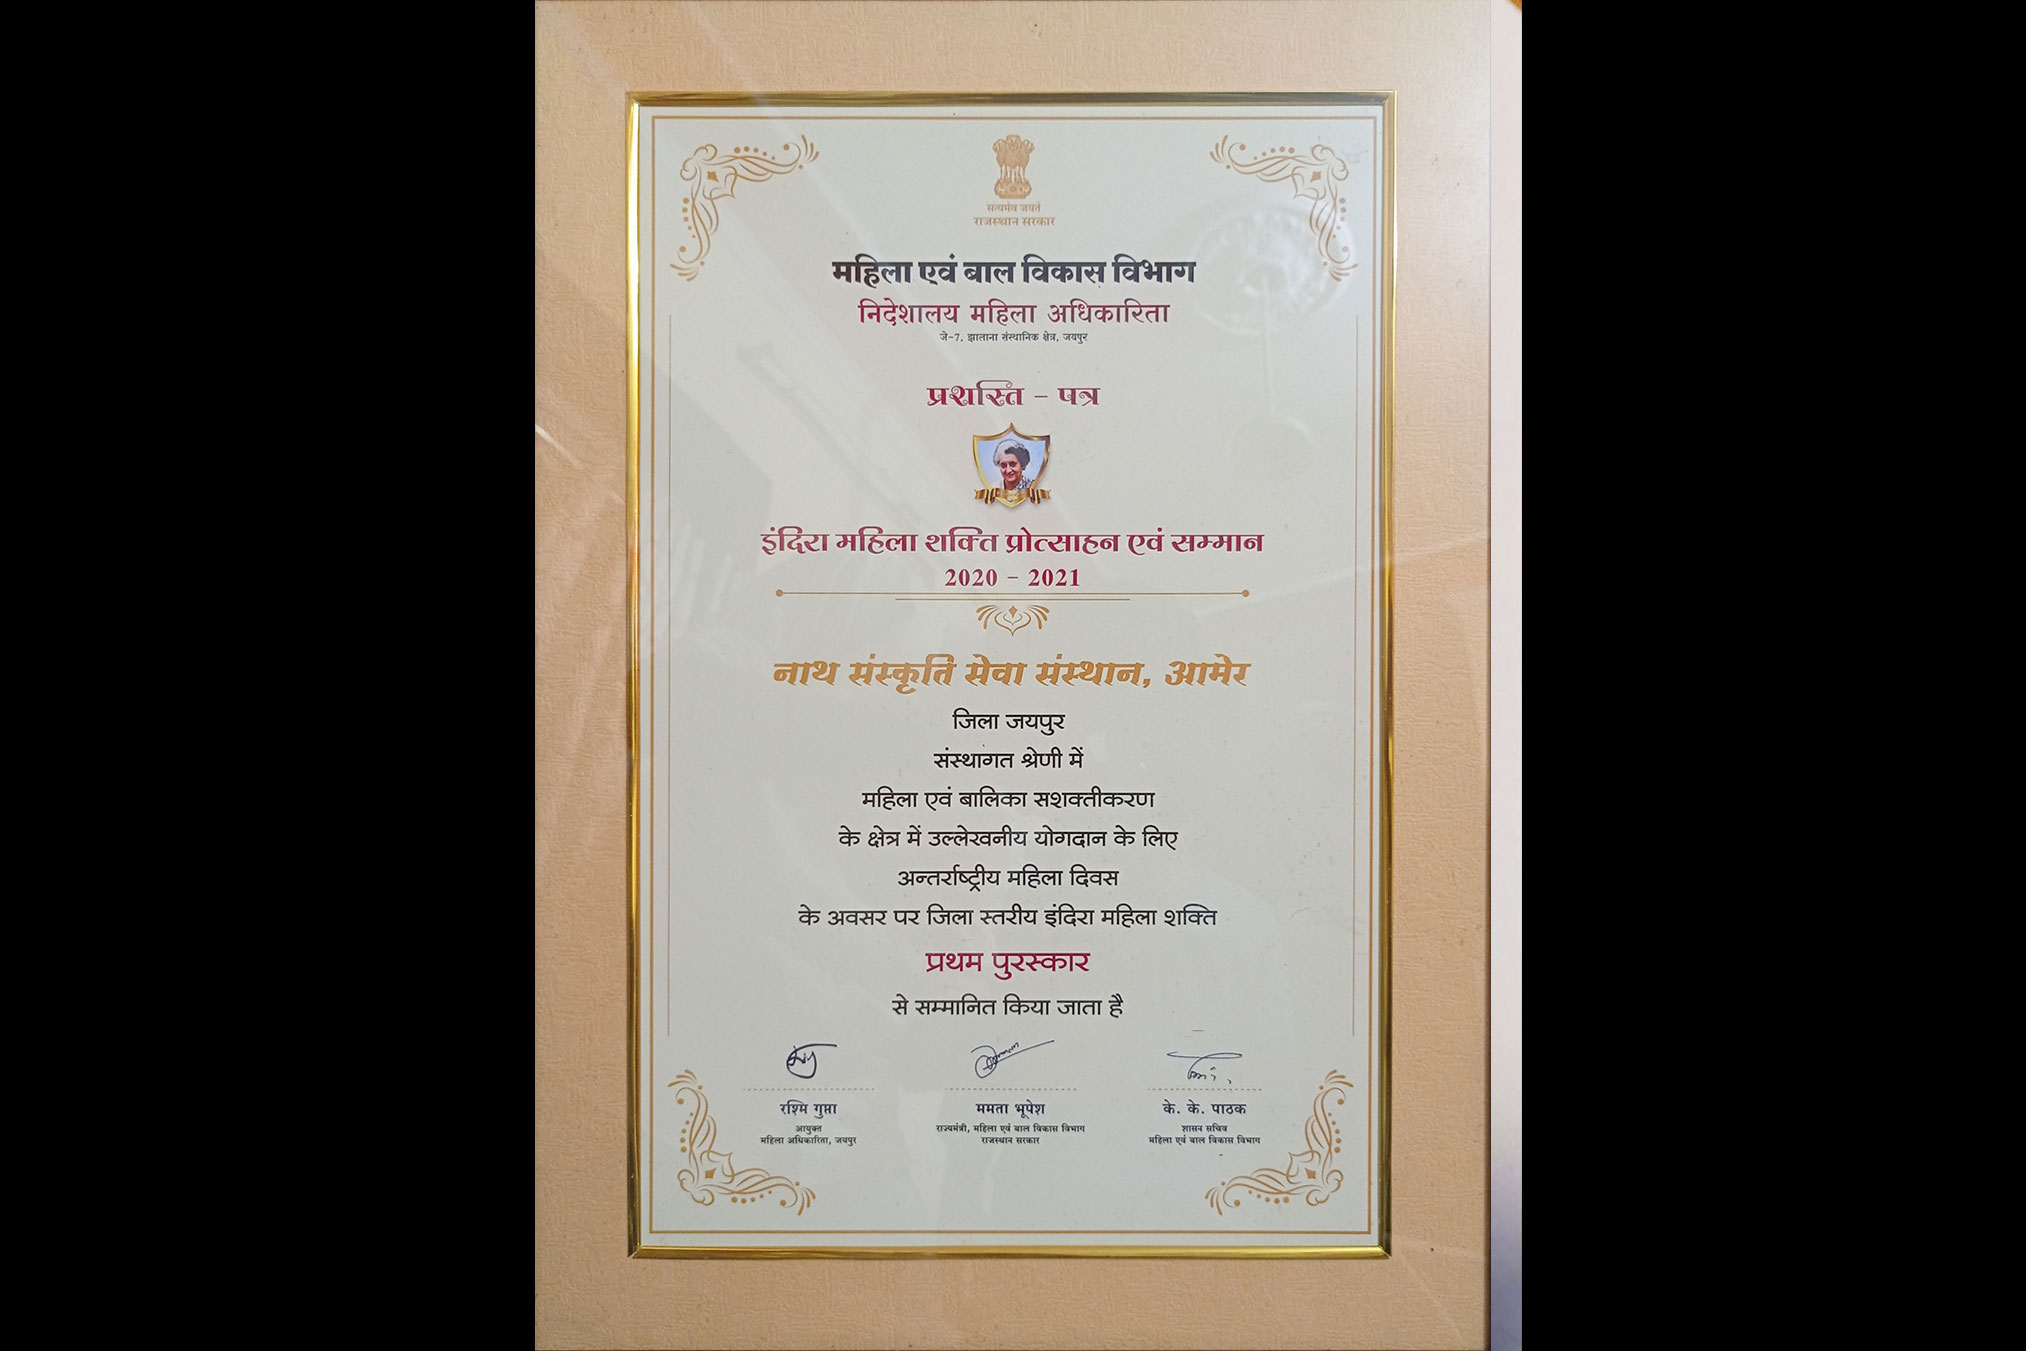 सत्यमेव जयते
राजस्थान सरकार
महिला एवं बाल विकास विभाग
निदेशालय महिला अधिकारिता
जे-7, झालाना संस्थानिक क्षेत्र, जयपुर
प्रशस्ति - पत्र
इंदिरा महिला शक्ति प्रोत्साहन एवं सम्मान
2020 - 2021
नाथ संस्कृति सेवा संस्थान, आमेर
जिला जयपुर
संस्थागत श्रेणी में
महिला एवं बालिका सशक्तीकरण
के क्षेत्र में उल्लेखनीय योगदान के लिए
अन्तर्राष्ट्रीय महिला दिवस
के अवसर पर जिला स्तरीय इंदिरा महिला शक्ति
प्रथम पुरस्कार
से सम्मानित किया जाता है
रश्मि गुप्ता ममता भूपेश के. के. पाठक
आयुक्त राज्यमंत्री, महिला एवं बाल विकास विभाग शासन सचिव
महिला अधिकारिता, जयपुर राजस्थान सरकार महिला एवं बाल विकास विभाग